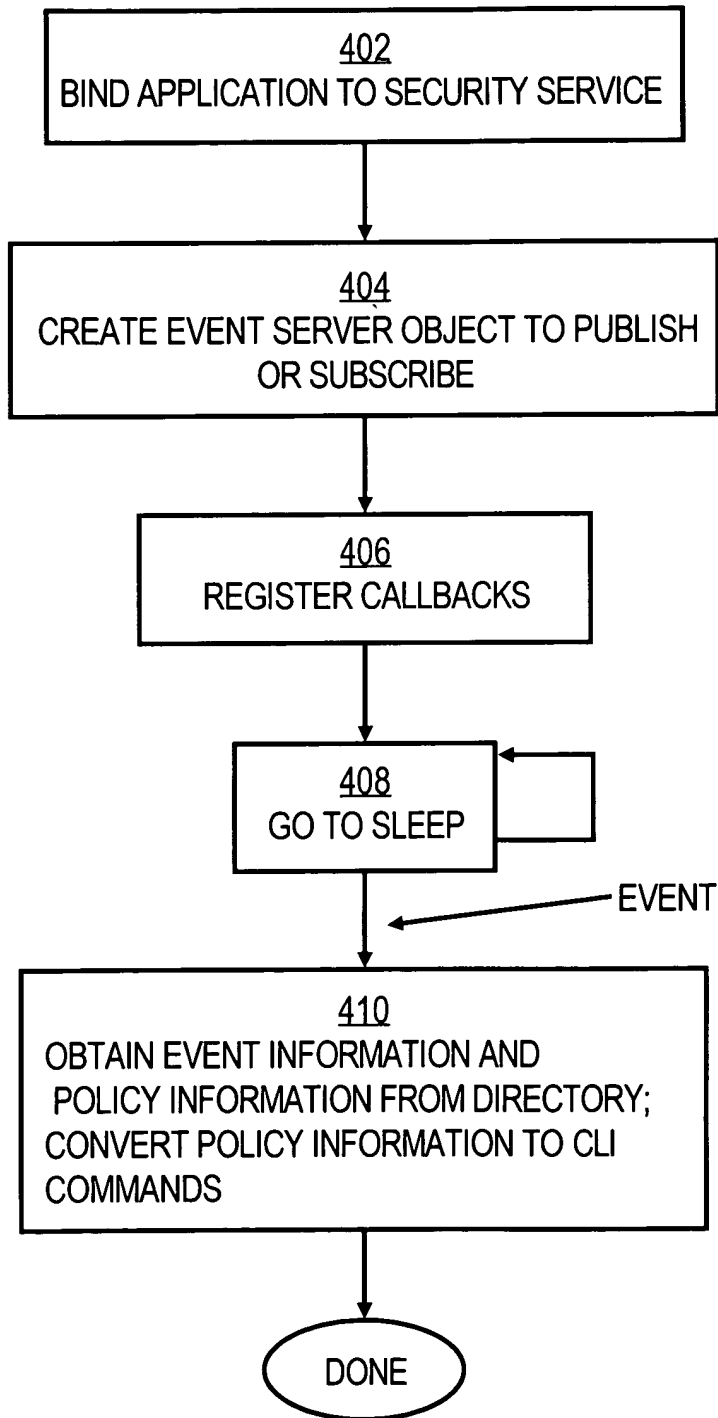 402
BIND APPLICATION TO SECURITY SERVICE
404
CREATE EVENT SERVER OBJECT TO PUBLISH
OR SUBSCRIBE
406
REGISTER CALLBACKS
408
GO TO SLEEP
EVENT
410
OBTAIN EVENT INFORMATION AND
POLICY INFORMATION FROM DIRECTORY;
CONVERT POLICY INFORMATION TO CLI
COMMANDS
DONE